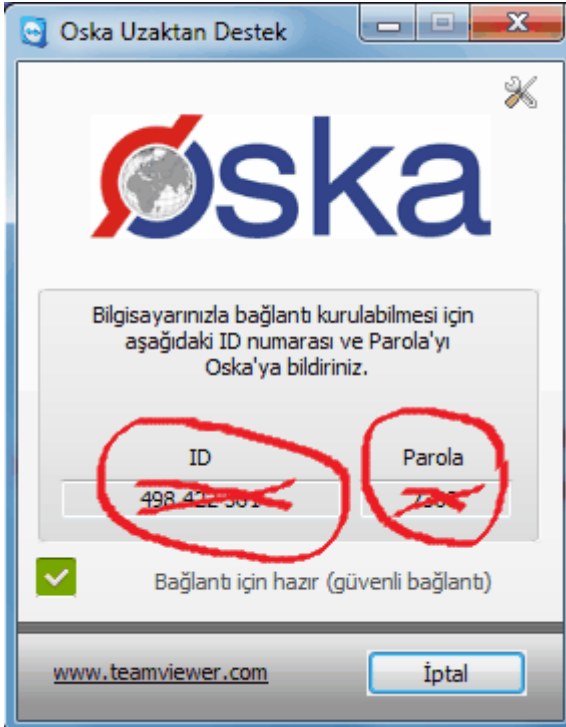 Oska Uzaktan Destek
Oska
Bilgisayarınızla bağlantı kurulabilmesi için
aşağıdaki ID numarası ve Parola'yı
Oska'ya bildiriniz.
ID Parola
Bağlantı için hazır (güvenli bağlantı)
www.teamviewer.com İptal